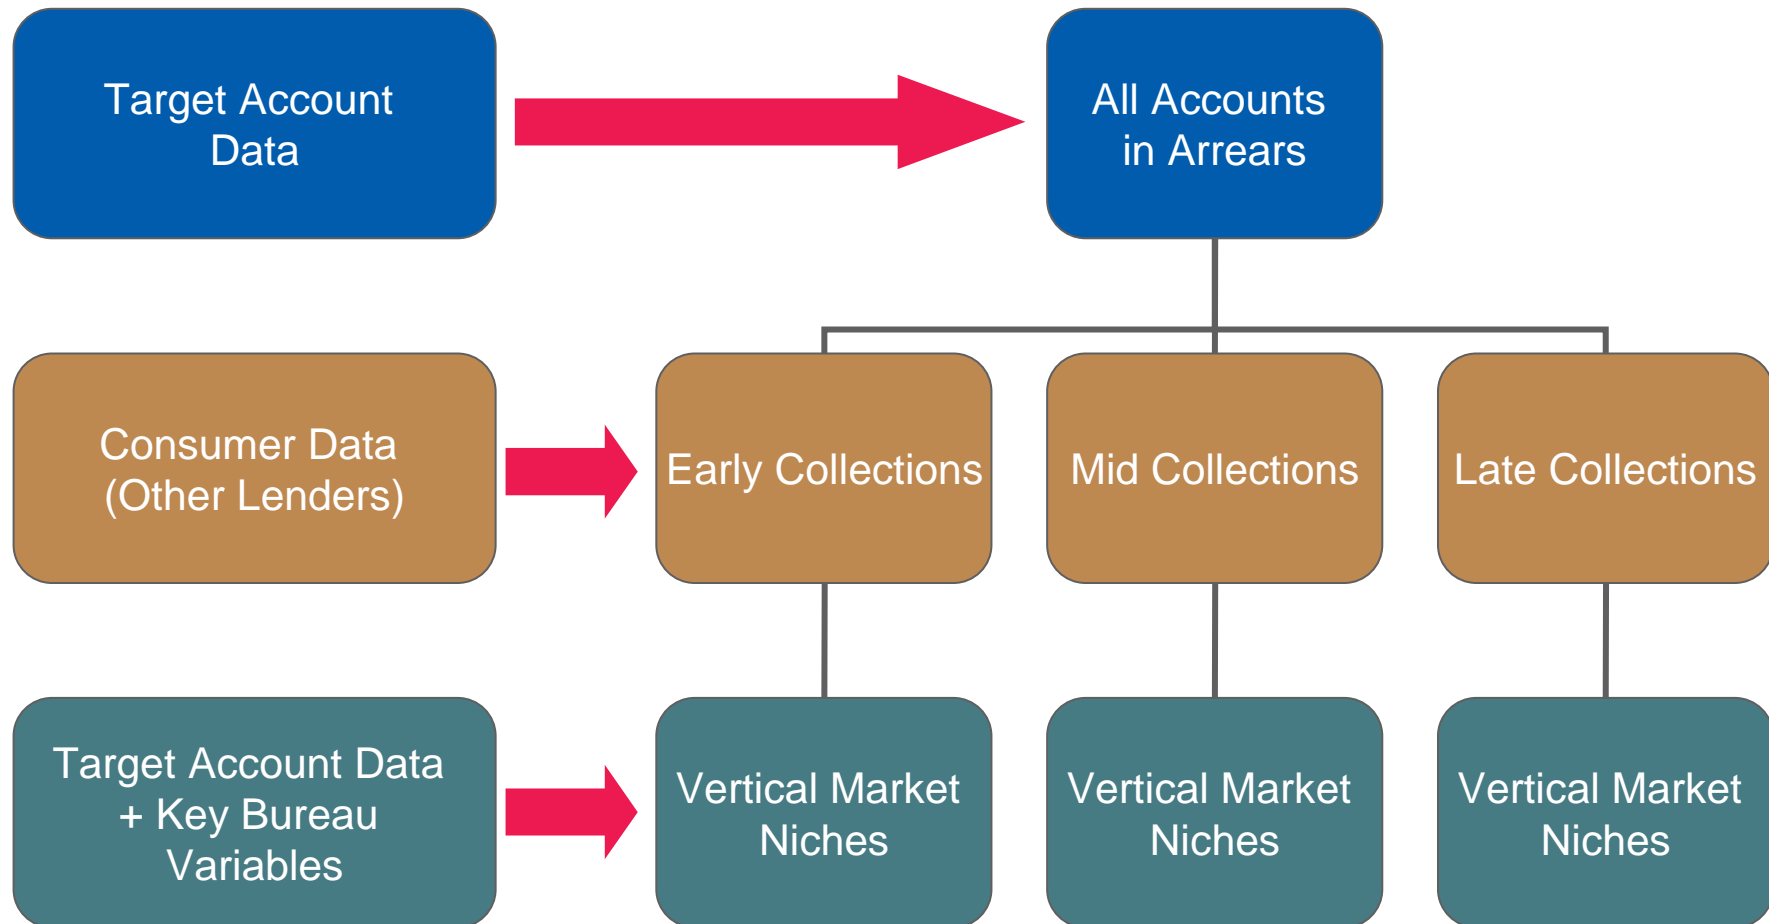 Target Account
Data
All Accounts
in Arrears
Consumer Data
(Other Lenders)
Early Collections
Mid Collections
Late Collections
Target Account Data
+ Key Bureau
Variables
Vertical Market
Niches
Vertical Market
Niches
Vertical Market
Niches